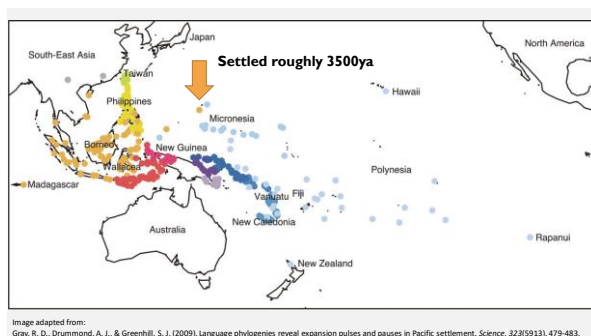 Japan
North America
South-East Asia
Settled roughly 3500ya
Taiwan
Hawaii
Philippines
Micronesia
Borneo
New Guinea
Wallacea
Polynesia
Madagascar
Vanuatu
Fiji
Australia
New Caledonia
Rapanui
New Zealand
Image adapted from:
Gray, R. D., Drummond, A. J., & Greenhill, S. J. (2009). Language phylogenies reveal expansion pulses and pauses in Pacific settlement. Science, 323(5913), 479-483.